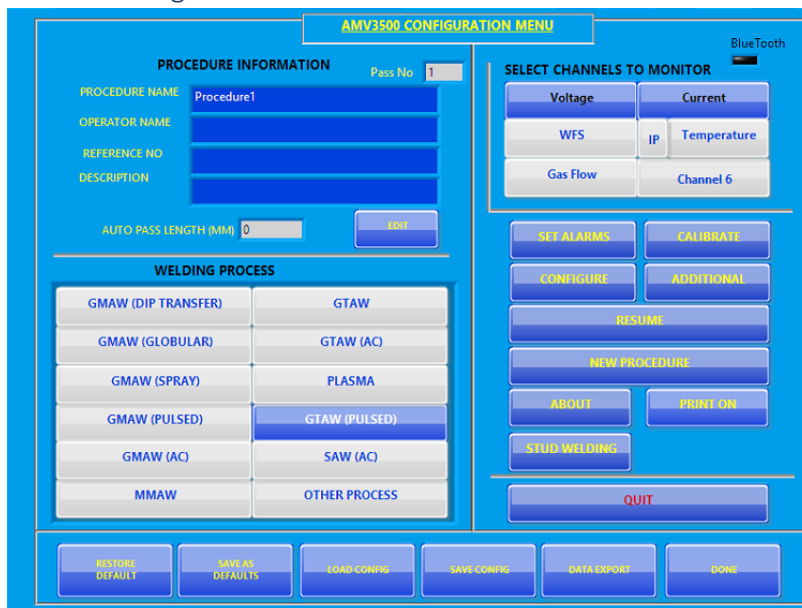 AMV3500 CONFIGURATION MENU
BlueTooth
PROCEDURE INFORMATION
Pass No 1
PROCEDURE NAME Procedure1
OPERATOR NAME
REFERENCE NO
DESCRIPTION
AUTO PASS LENGTH (MM) 0 EDIT
SELECT CHANNELS TO MONITOR
Voltage Current
WFS IP Temperature
Gas Flow Channel 6
WELDING PROCESS
GMAW (DIP TRANSFER) GTAW
GMAW (GLOBULAR) GTAW (AC)
GMAW (SPRAY) PLASMA
GMAW (PULSED) GTAW (PULSED)
GMAW (AC) SAW (AC)
MMAW OTHER PROCESS
SET ALARMS CALIBRATE
CONFIGURE ADDITIONAL
RESUME
NEW PROCEDURE
ABOUT PRINT ON
STUD WELDING
QUIT
RESTORE DEFAULT SAVE AS DEFAULTS LOAD CONFIG SAVE CONFIG DATA EXPORT DONE